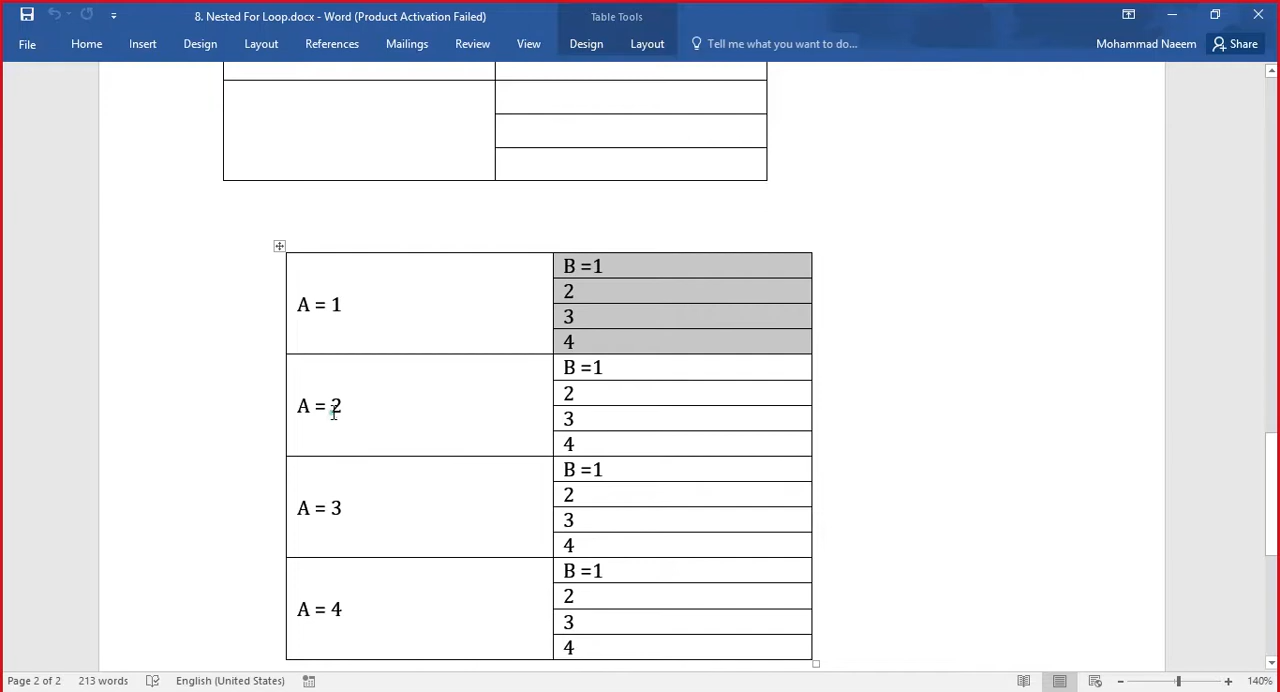 8. Nested For Loop.docx - Word (Product Activation Failed)
Table Tools
File Home Insert Design Layout References Mailings Review View Design Layout Tell me what you want to do... Mohammad Naeem Share
A = 1
B =1
2
3
4
A = 2
B =1
2
3
4
A = 3
B =1
2
3
4
A = 4
B =1
2
3
4
Page 2 of 2 213 words English (United States) 140%